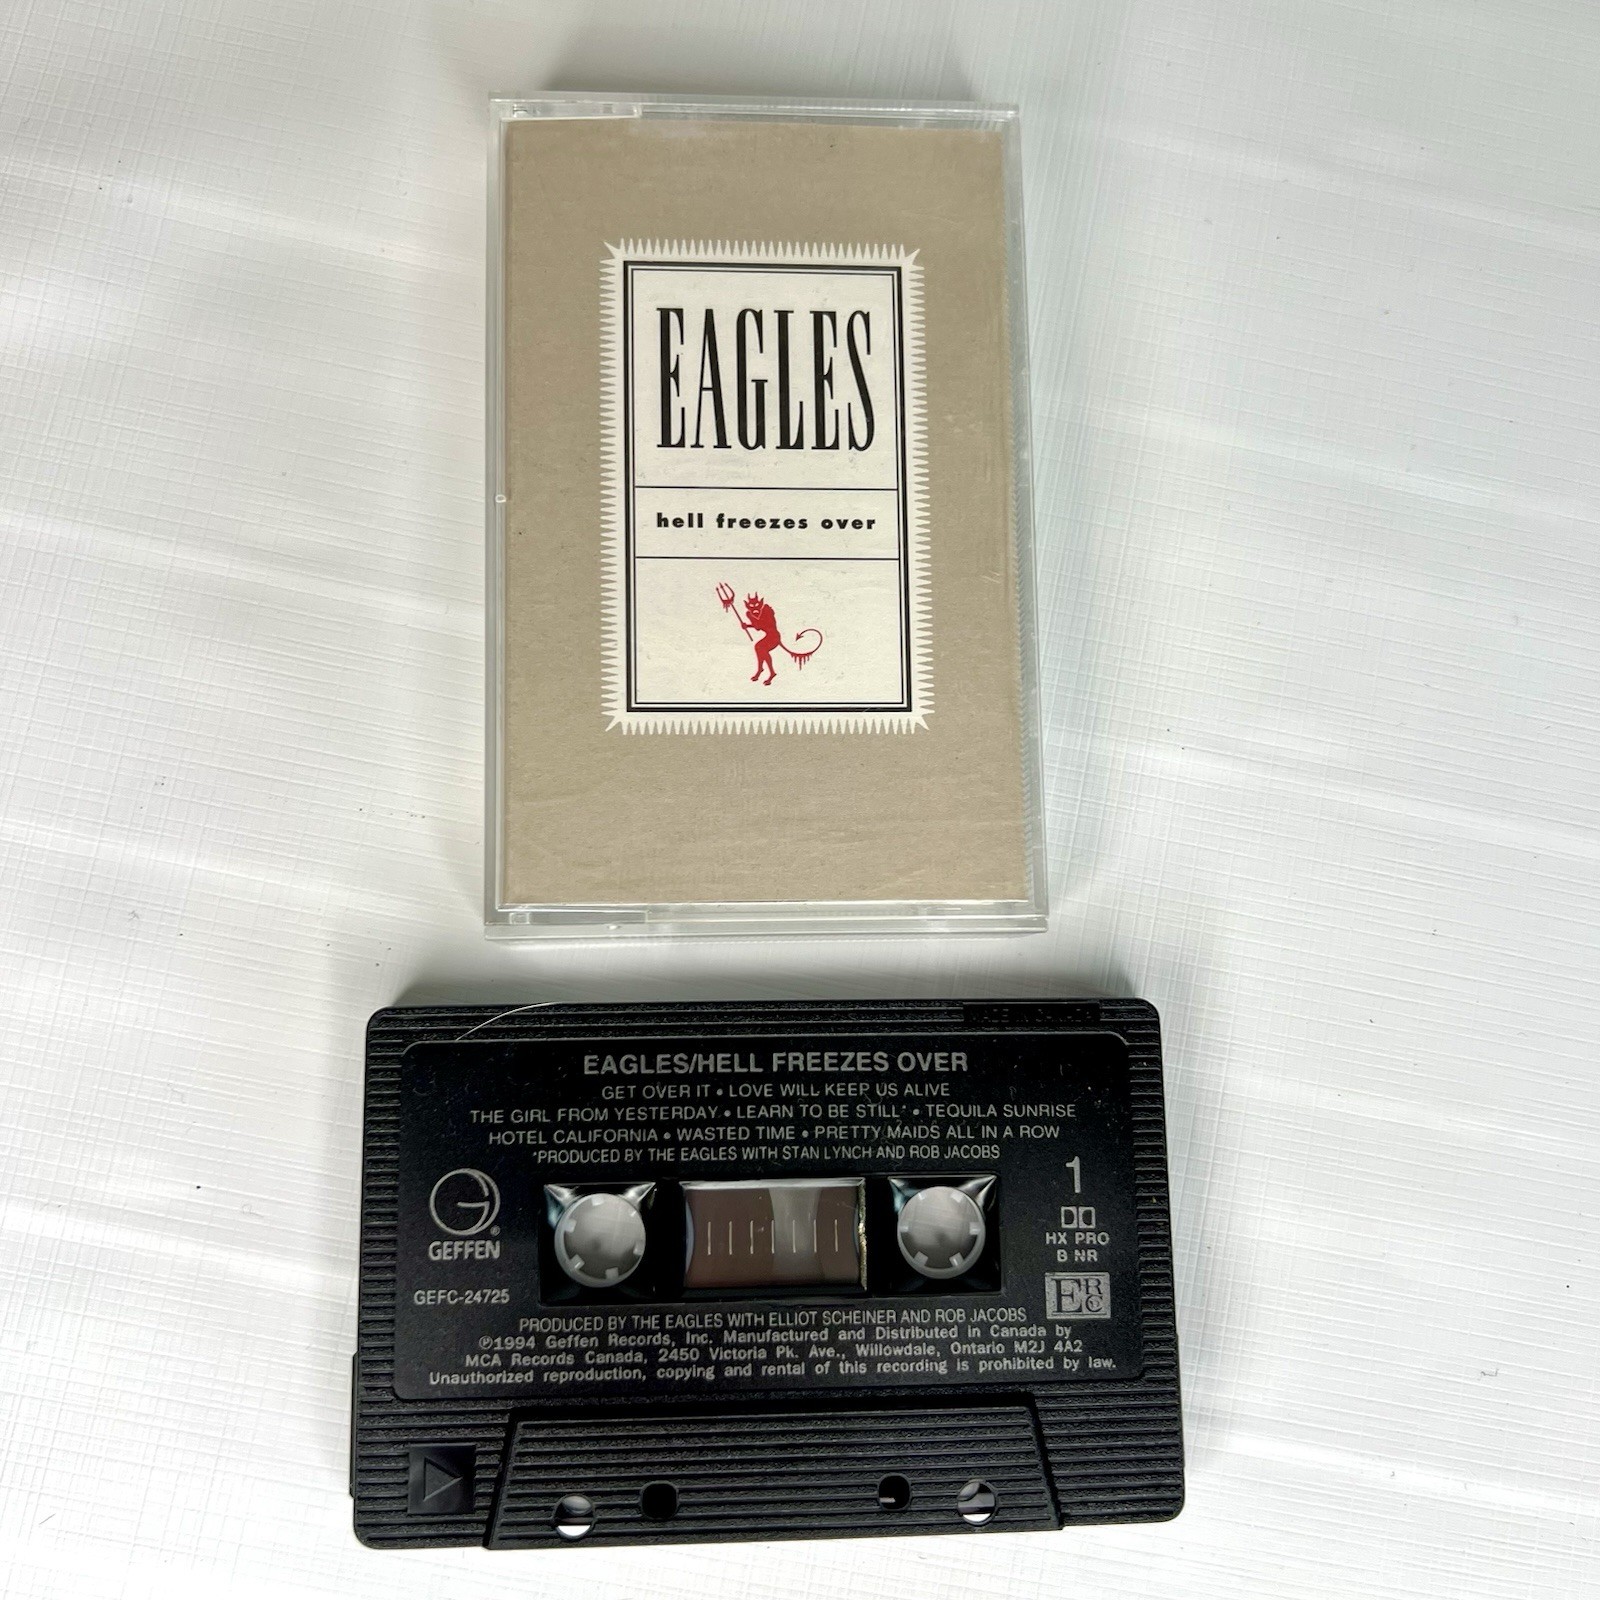 EAGLES
hell freezes over
EAGLES/HELL FREEZES OVER
GET OVER IT • LOVE WILL KEEP US ALIVE
THE GIRL FROM YESTERDAY • LEARN TO BE STILL* • TEQUILA SUNRISE
HOTEL CALIFORNIA • WASTED TIME • PRETTY MAIDS ALL IN A ROW
*PRODUCED BY THE EAGLES WITH STAN LYNCH AND ROB JACOBS
1
HX PRO
B NR
GEFFEN®
GEFC-24725
PRODUCED BY THE EAGLES WITH ELLIOT SCHEINER AND ROB JACOBS
℗1994 Geffen Records, Inc. Manufactured and Distributed in Canada by
MCA Records Canada, 2450 Victoria Pk. Ave., Willowdale, Ontario M2J 4A2
Unauthorized reproduction, copying and rental of this recording is prohibited by law.